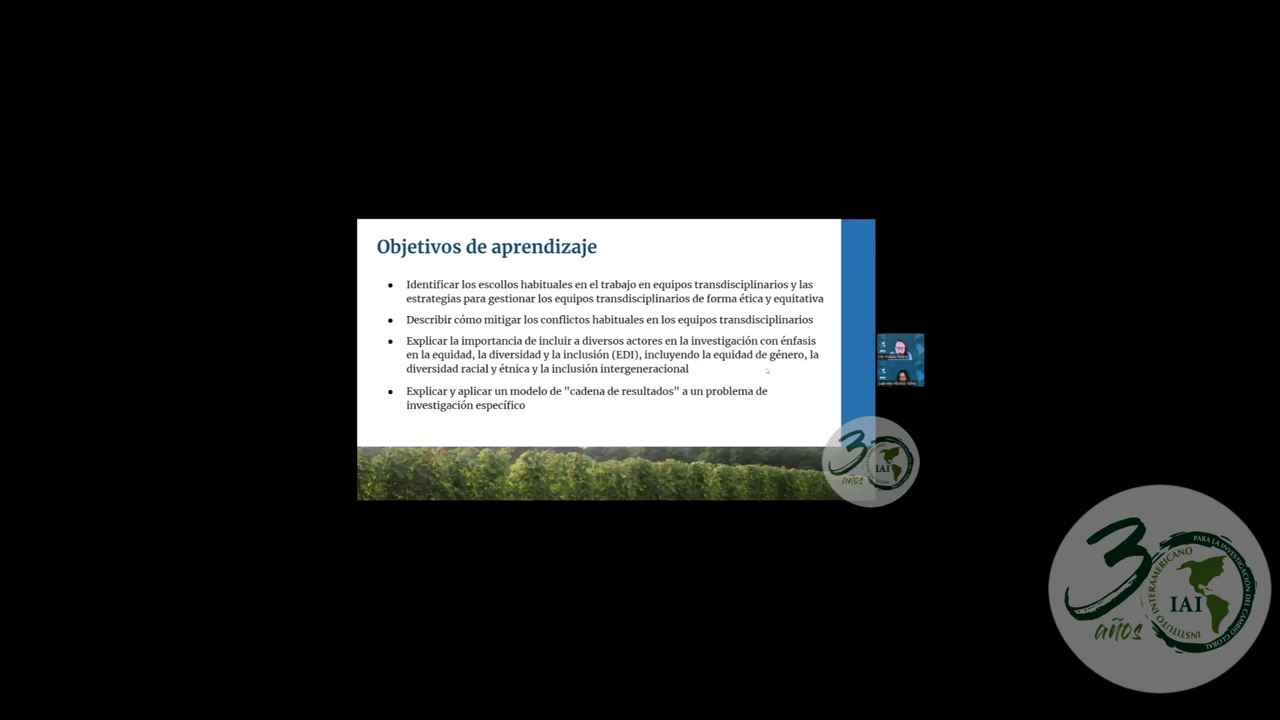 Objetivos de aprendizaje
● Identificar los escollos habituales en el trabajo en equipos transdisciplinarios y las
estrategias para gestionar los equipos transdisciplinarios de forma ética y equitativa
● Describir cómo mitigar los conflictos habituales en los equipos transdisciplinarios
● Explicar la importancia de incluir a diversos actores en la investigación con énfasis
en la equidad, la diversidad y la inclusión (EDI), incluyendo la equidad de género, la
diversidad racial y étnica y la inclusión intergeneracional
● Explicar y aplicar un modelo de "cadena de resultados" a un problema de
investigación específico
30
años
IAI
30
años
IAI
INSTITUTO INTERAMERICANO
PARA LA INVESTIGACIÓN DEL CAMBIO GLOBAL